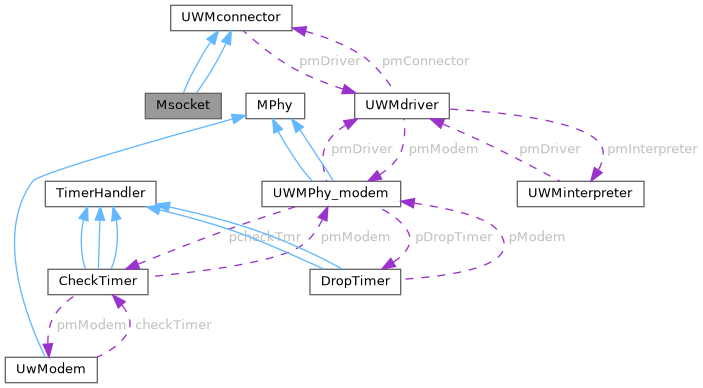 UWMconnector
pmDriver
pmConnector
Msocket
MPhy
UWMdriver
pmDriver
pmModem
pmDriver
pmInterpreter
TimerHandler
UWMPhy_modem
UWMinterpreter
pcheckTmr
pmModem
pDropTimer
pModem
CheckTimer
DropTimer
pmModem
checkTimer
UwModem